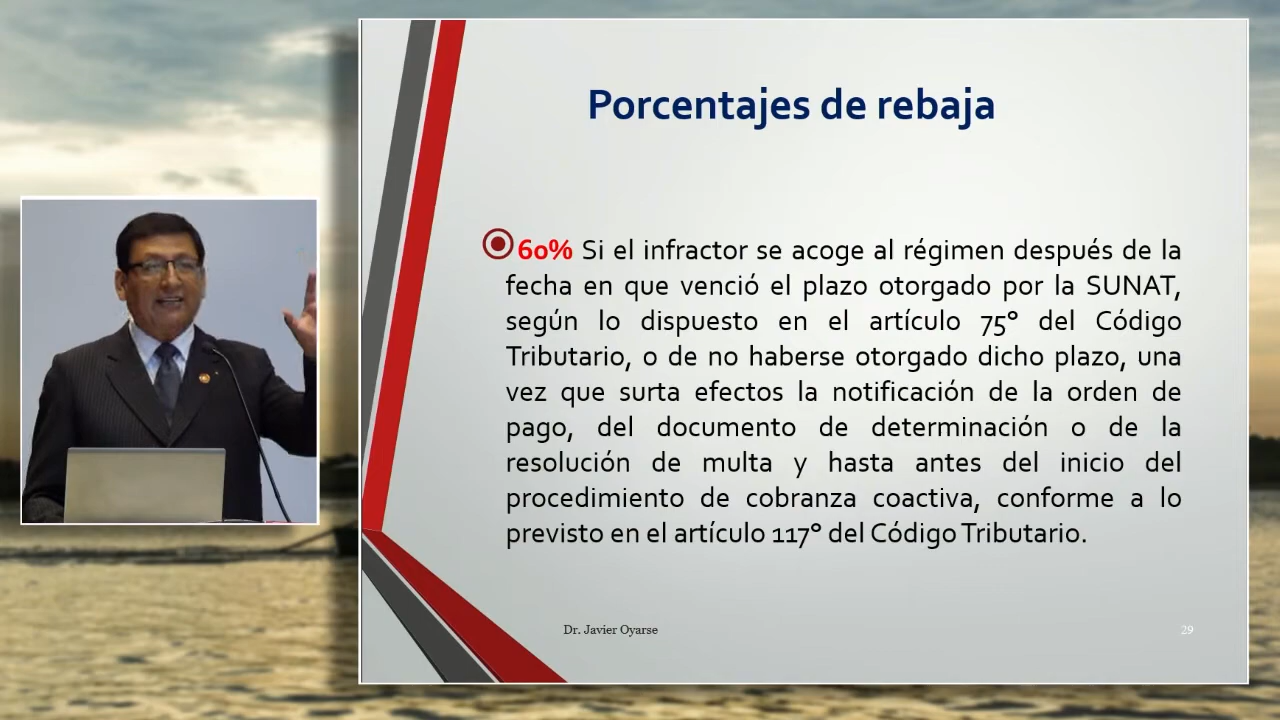 Porcentajes de rebaja
60% Si el infractor se acoge al régimen después de la
fecha en que venció el plazo otorgado por la SUNAT,
según lo dispuesto en el artículo 75° del Código
Tributario, o de no haberse otorgado dicho plazo, una
vez que surta efectos la notificación de la orden de
pago, del documento de determinación o de la
resolución de multa y hasta antes del inicio del
procedimiento de cobranza coactiva, conforme a lo
previsto en el artículo 117° del Código Tributario.
Dr. Javier Oyarse
29